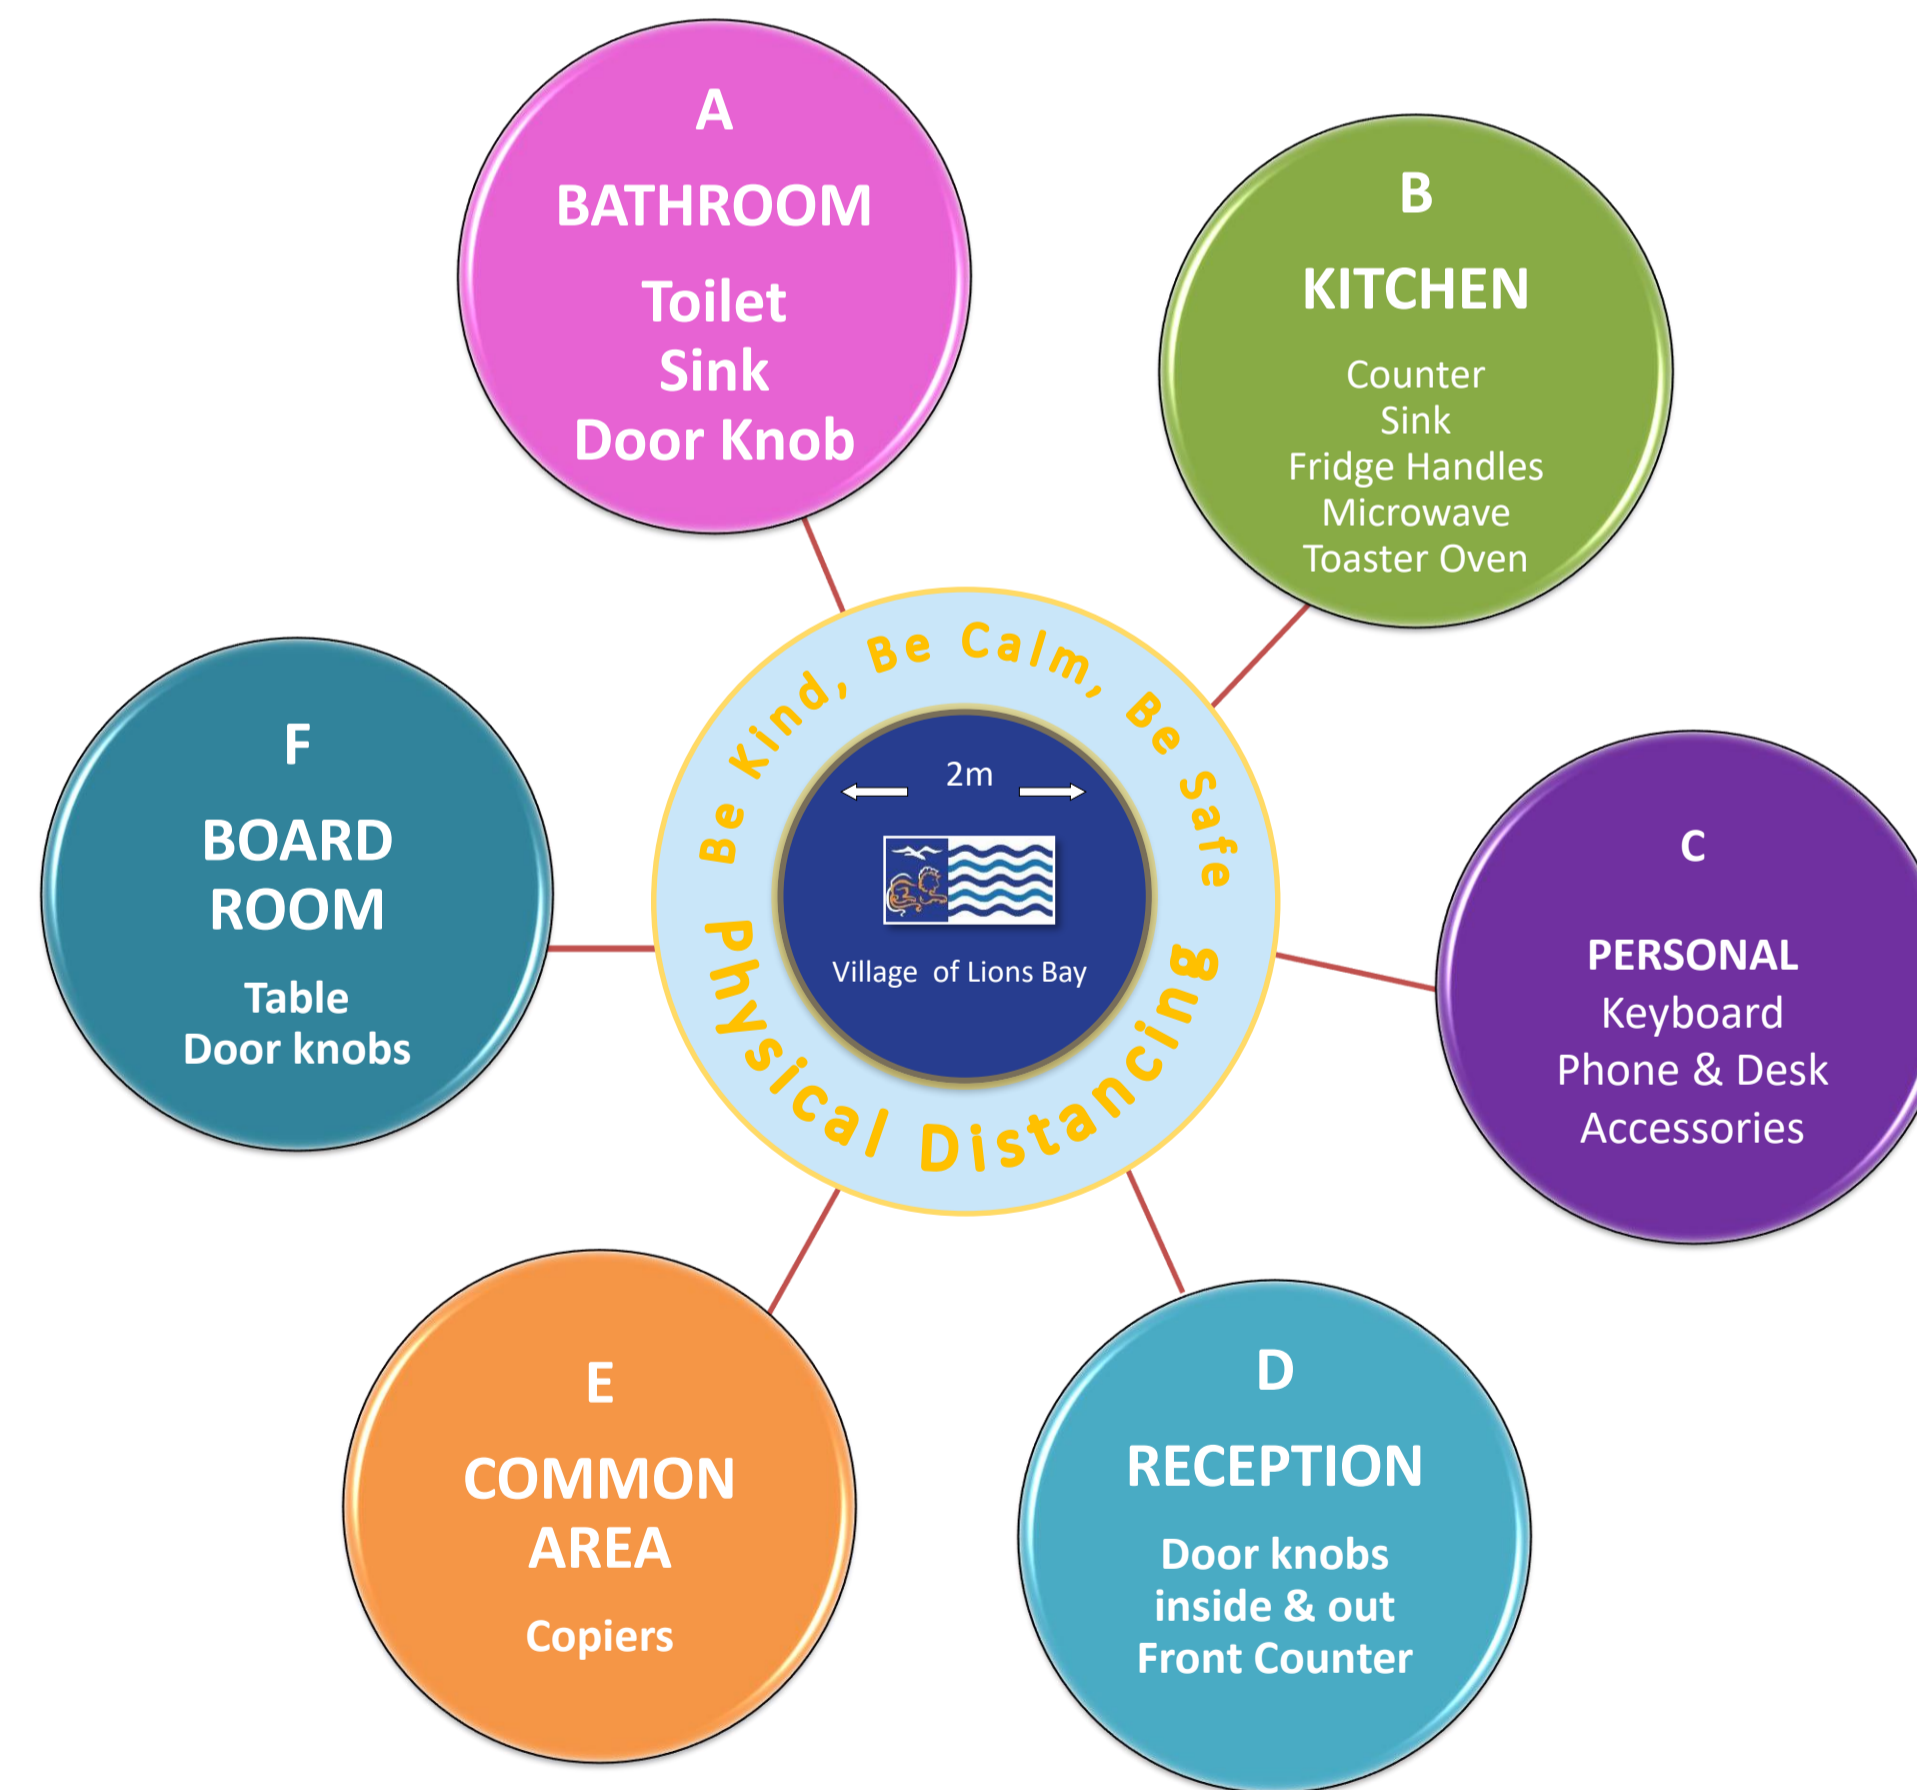 A
BATHROOM
Toilet
Sink
Door Knob
B
KITCHEN
Counter
Sink
Fridge Handles
Microwave
Toaster Oven
C
PERSONAL
Keyboard
Phone & Desk
Accessories
D
RECEPTION
Door knobs
inside & out
Front Counter
E
COMMON
AREA
Copiers
F
BOARD
ROOM
Table
Door knobs
Be Kind, Be Calm, Be Safe
2m
Village of Lions Bay
Physical Distancing